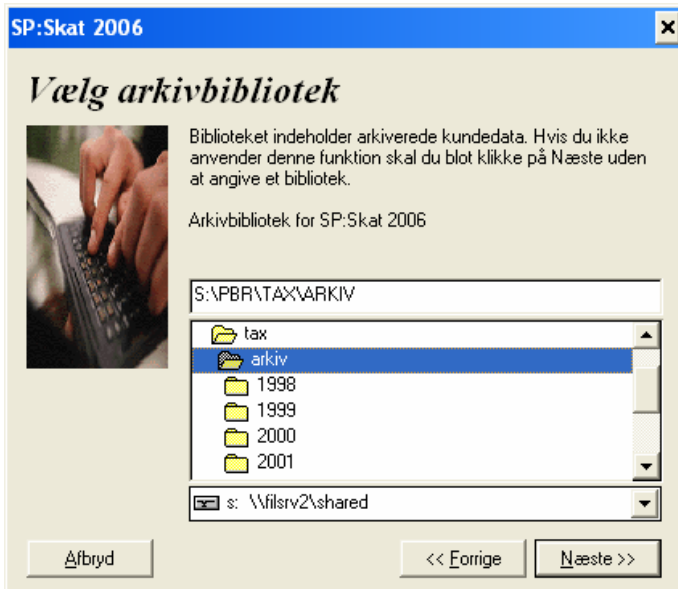 SP:Skat 2006
Vælg arkivbibliotek
Biblioteket indeholder arkiverede kundedata. Hvis du ikke
anvender denne funktion skal du blot klikke på Næste uden
at angive et bibliotek.
Arkivbibliotek for SP:Skat 2006
S:\PBR\TAX\ARKIV
tax
arkiv
1998
1999
2000
2001
s: \\filsrv2\shared
Afbryd
<< Forrige
Næste >>